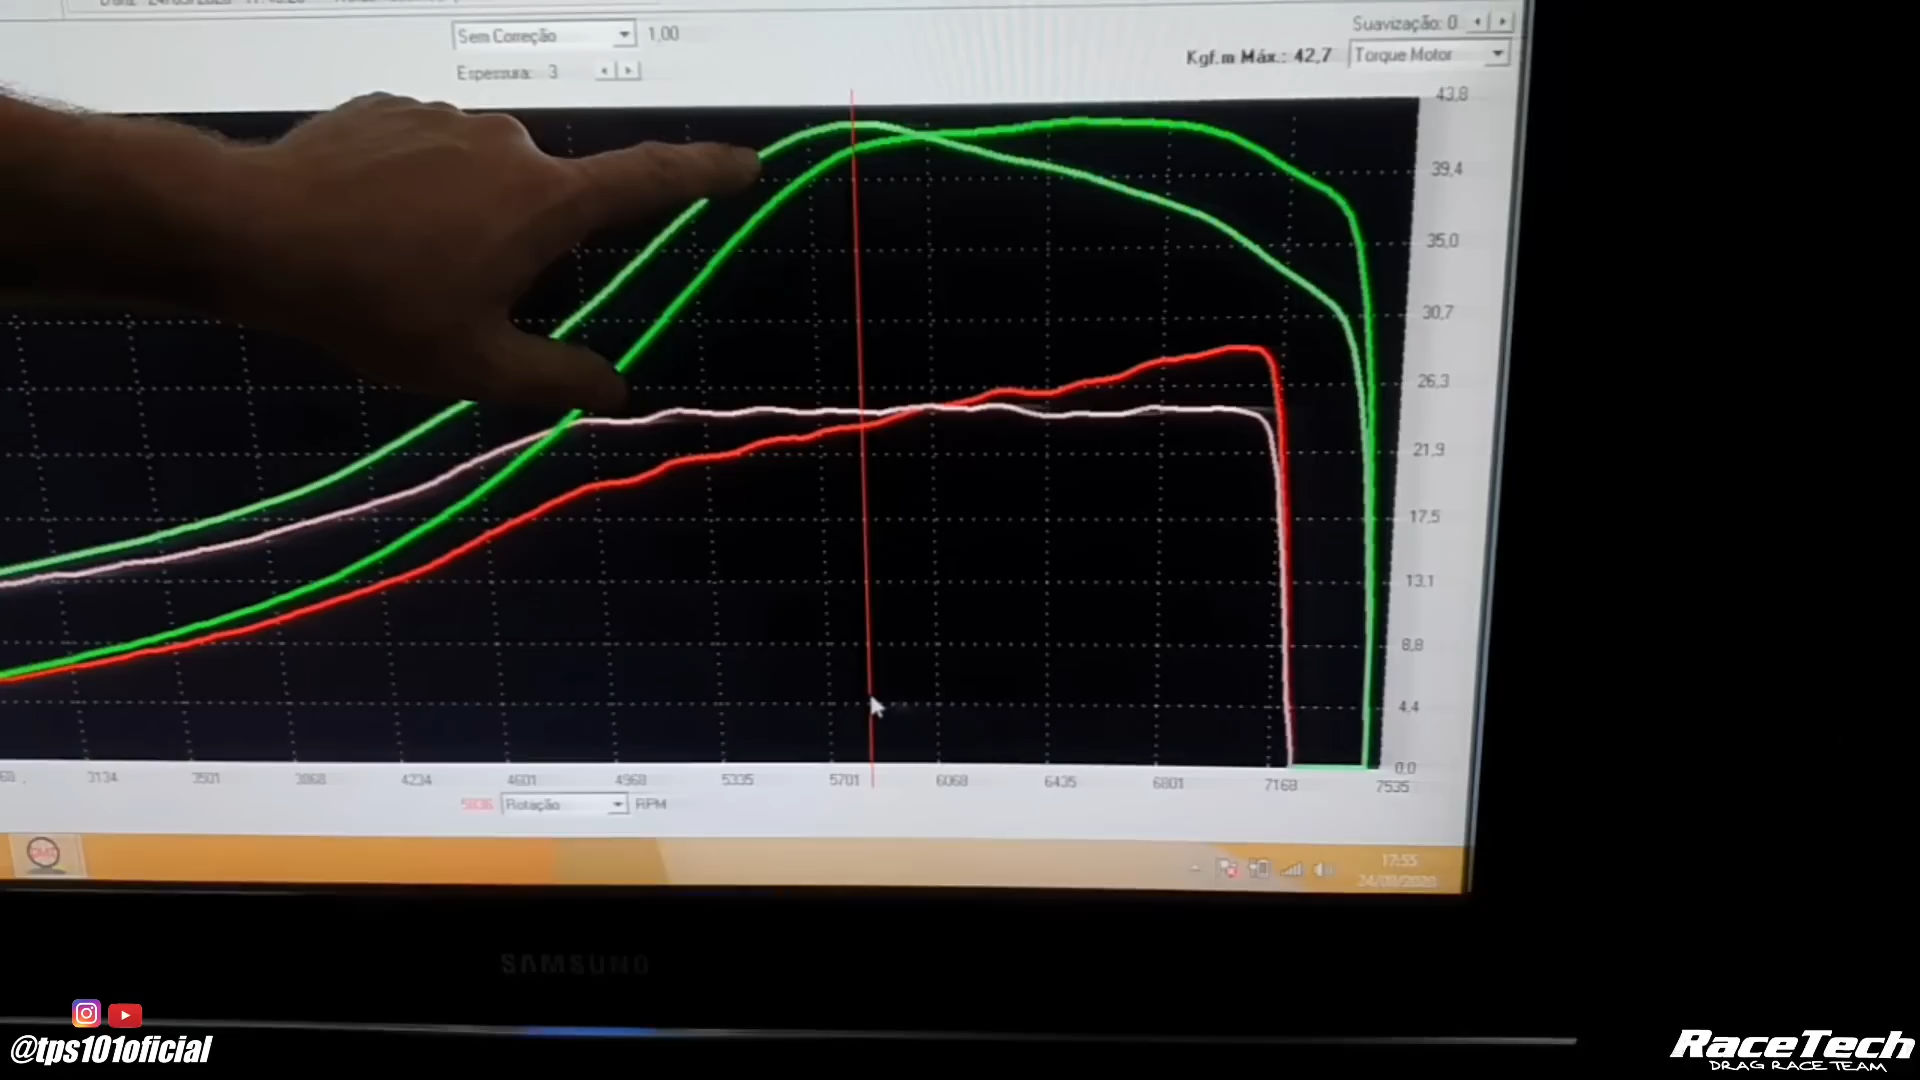 Sem Correção 1,00
Suavização: 0
Espessura: 3
Kgf.m Máx.: 42,7 Torque Motor
43,8
39,4
35,0
30,7
26,3
21,9
17,5
13,1
8,8
4,4
0,0
3134 3501 3868 4234 4601 4968 5335 5701 6068 6435 6801 7168 7535
5836 Rotação RPM
17:55
SAMSUNG
@tps101oficial
RaceTech
DRAG RACE TEAM